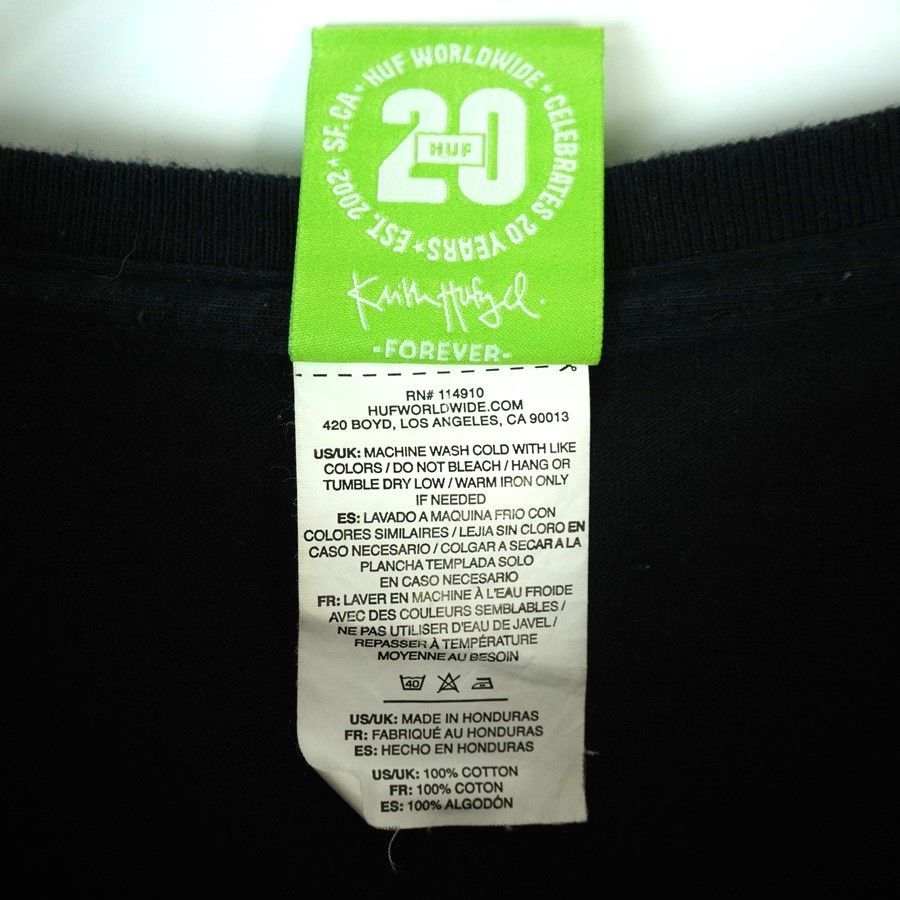 HUF WORLDWIDE ★ CELEBRATES 20 YEARS ★ EST. 2002 ★ SF, CA ★
20
HUF
Keith Hufnagel.
-FOREVER-
RN# 114910
HUFWORLDWIDE.COM
420 BOYD, LOS ANGELES, CA 90013
US/UK: MACHINE WASH COLD WITH LIKE
COLORS / DO NOT BLEACH / HANG OR
TUMBLE DRY LOW / WARM IRON ONLY
IF NEEDED
ES: LAVADO A MAQUINA FRIO CON
COLORES SIMILAIRES / LEJIA SIN CLORO EN
CASO NECESARIO / COLGAR A SECAR A LA
PLANCHA TEMPLADA SOLO
EN CASO NECESARIO
FR: LAVER EN MACHINE À L'EAU FROIDE
AVEC DES COULEURS SEMBLABLES /
NE PAS UTILISER D'EAU DE JAVEL /
REPASSER À TEMPÉRATURE
MOYENNE AU BESOIN
40
US/UK: MADE IN HONDURAS
FR: FABRIQUÉ AU HONDURAS
ES: HECHO EN HONDURAS
US/UK: 100% COTTON
FR: 100% COTON
ES: 100% ALGODÓN